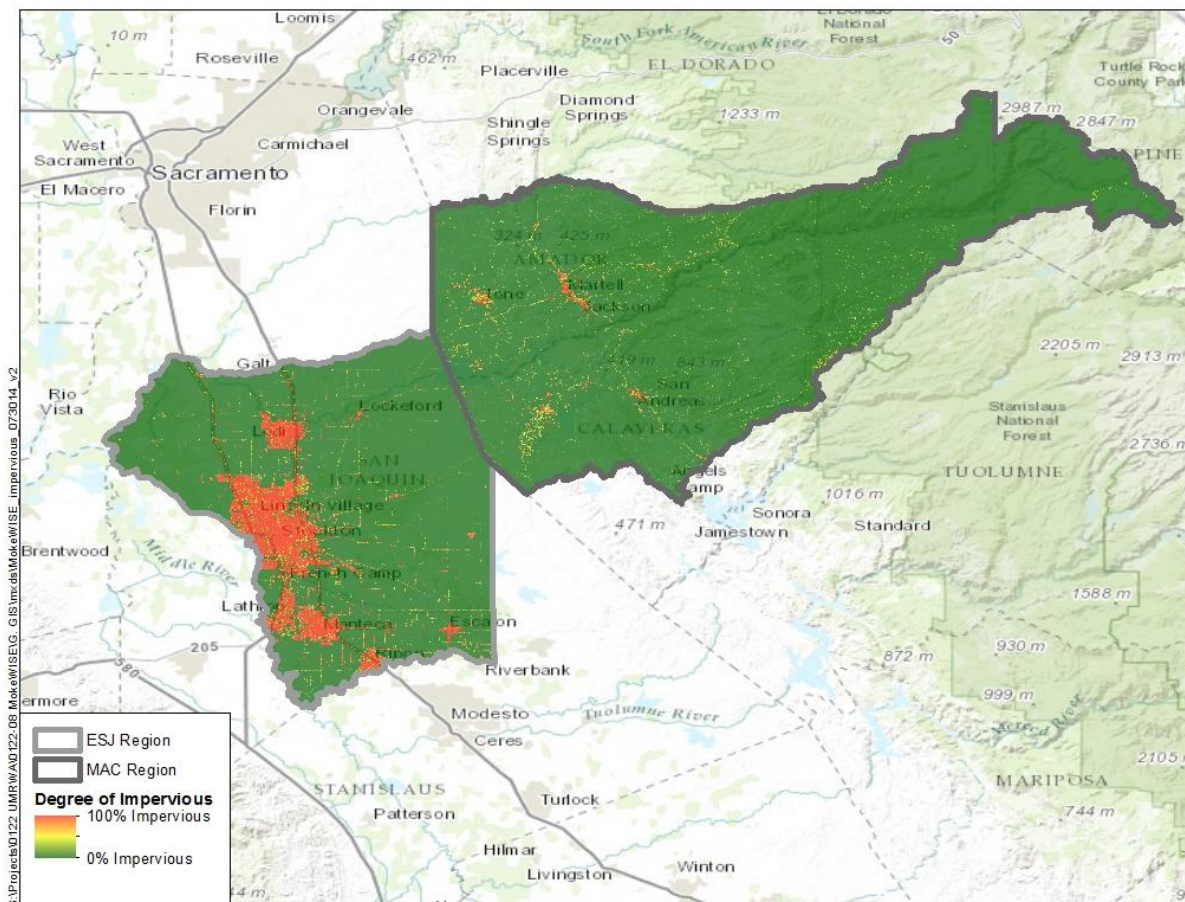 Loomis
El Dorado
National
Forest
10 m
Roseville
462 m
South Fork American River
50
Placerville
EL DORADO
Turtle Rock
County Park
Orangevale
Diamond
Springs
1233 m
2987 m
2847 m
Shingle
Springs
West
Sacramento
Carmichael
Sacramento
El Macero
Florin
324 m
425 m
AMADOR
Ione
Martell
Jackson
419 m
843 m
2205 m
2913 m
Galt
Rio
Vista
Lockeford
San
Andreas
CALAVERAS
Stanislaus
National
Forest
Lodi
SAN
JOAQUIN
2736 m
TUOLUMNE
Angels
Camp
1016 m
Lincoln Village
Sonora
Stockton
471 m
Jamestown
Standard
Brentwood
Middle River
French Camp
Lathrop
1588 m
Manteca
Escalon
205
Ripon
930 m
580
Riverbank
872 m
999 m
Merced River
Modesto
Tuolumne River
Ceres
2105 m
MARIPOSA
STANISLAUS
Turlock
744 m
Patterson
Hilmar
Winton
Livingston
ESJ Region
MAC Region
Degree of Impervious
100% Impervious
0% Impervious